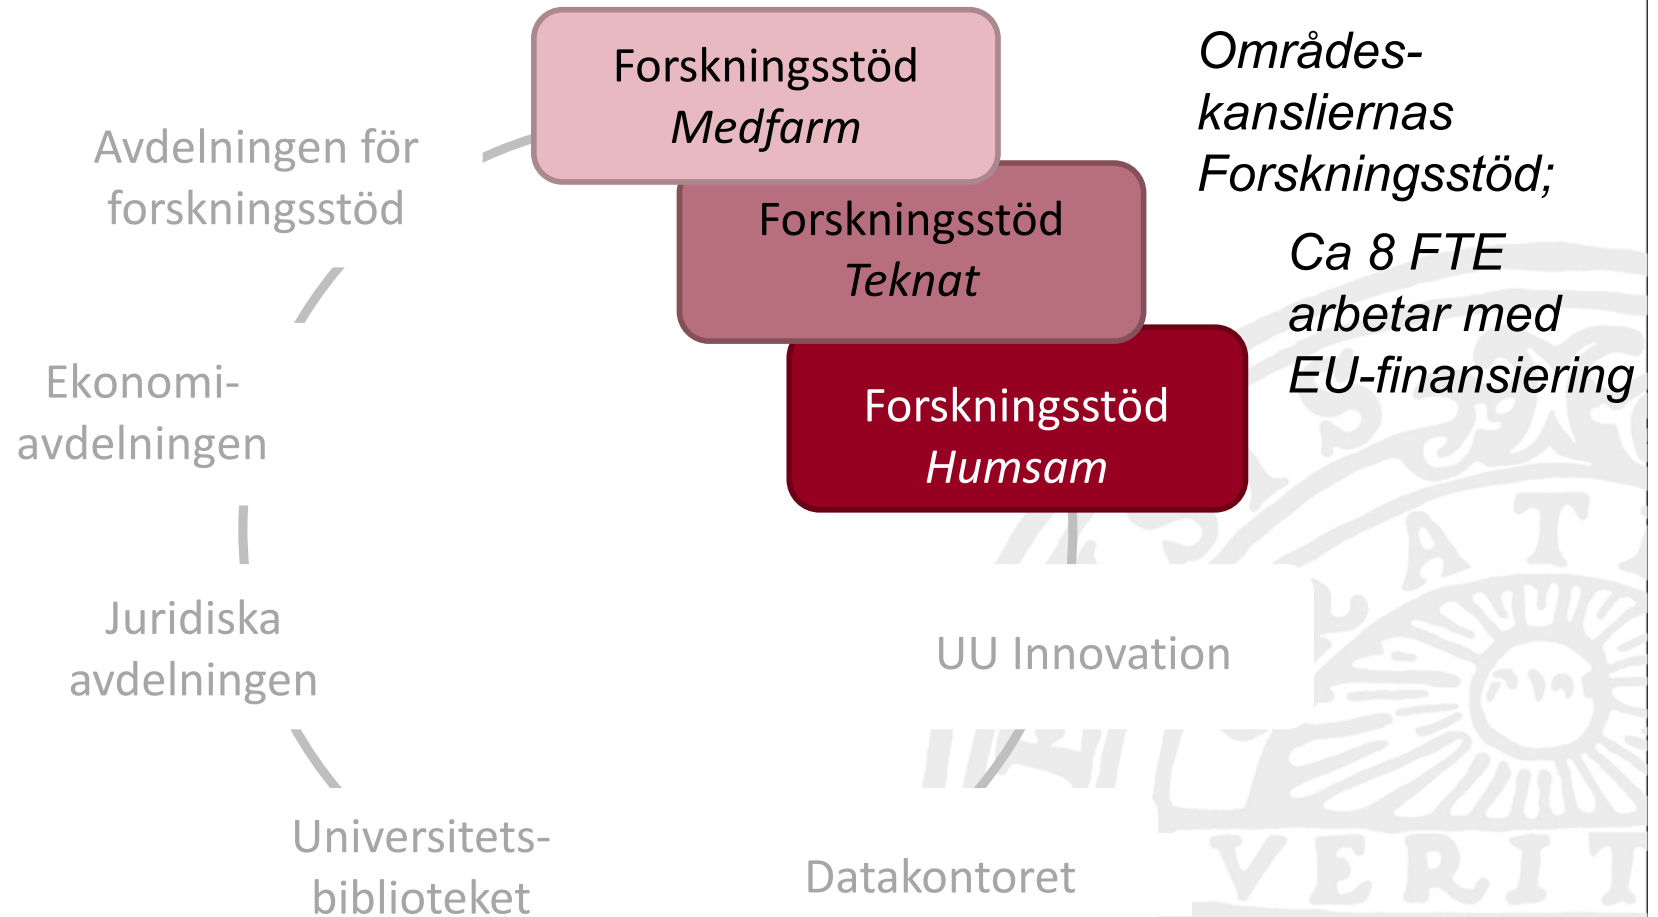 Forskningsstöd
Medfarm
Områdes-
kansliernas
Forskningsstöd;
Avdelningen för
forskningsstöd
Forskningsstöd
Teknat
Ca 8 FTE
arbetar med
EU-finansiering
Ekonomi-
avdelningen
Forskningsstöd
Humsam
Juridiska
avdelningen
UU Innovation
Universitets-
biblioteket
Datakontoret
VERIT